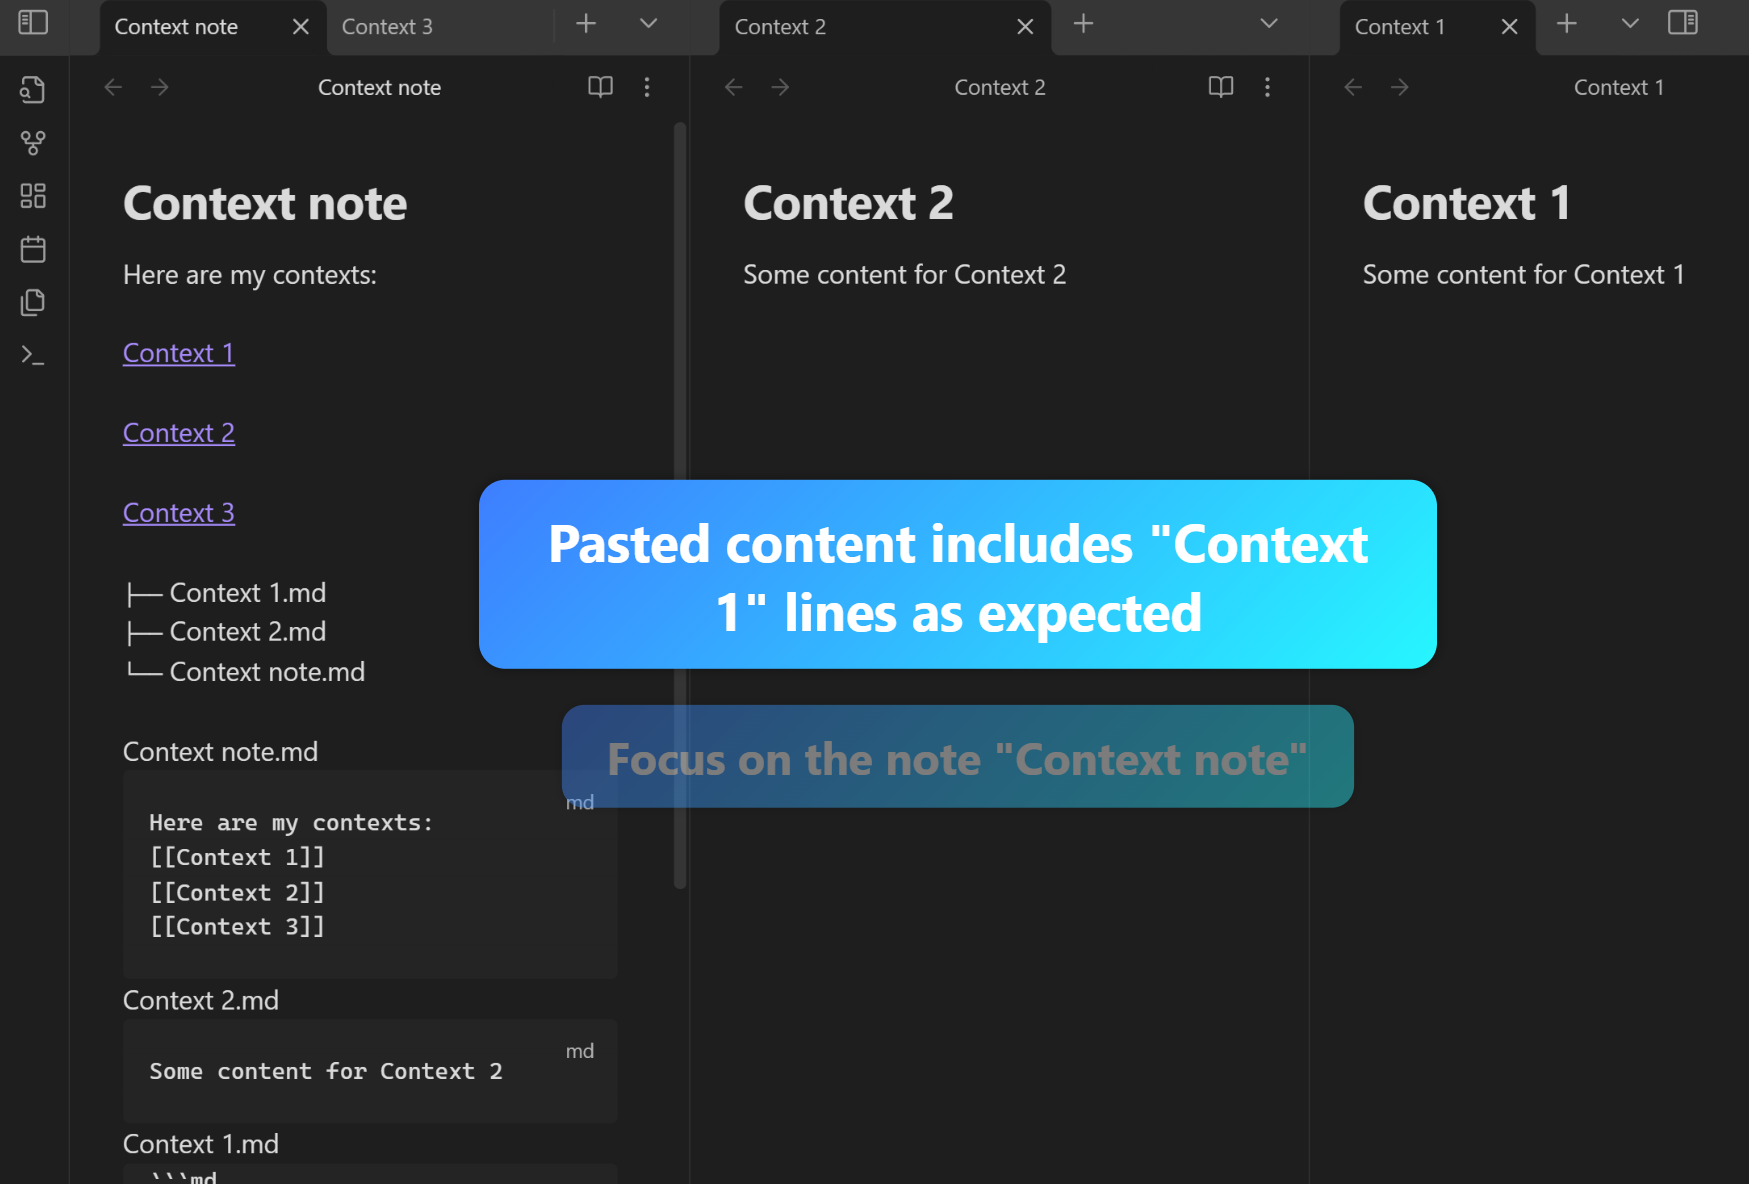 Context note
Context 3
Context 2
Context 1
Context note
Context 2
Context 1
Context note
Here are my contexts:
Context 1
Context 2
Context 3
├── Context 1.md
├── Context 2.md
└── Context note.md
Context note.md
md
Here are my contexts:
[[Context 1]]
[[Context 2]]
[[Context 3]]
Context 2.md
md
Some content for Context 2
Context 1.md
```md
Context 2
Some content for Context 2
Context 1
Some content for Context 1
Pasted content includes "Context
1" lines as expected
Focus on the note "Context note"